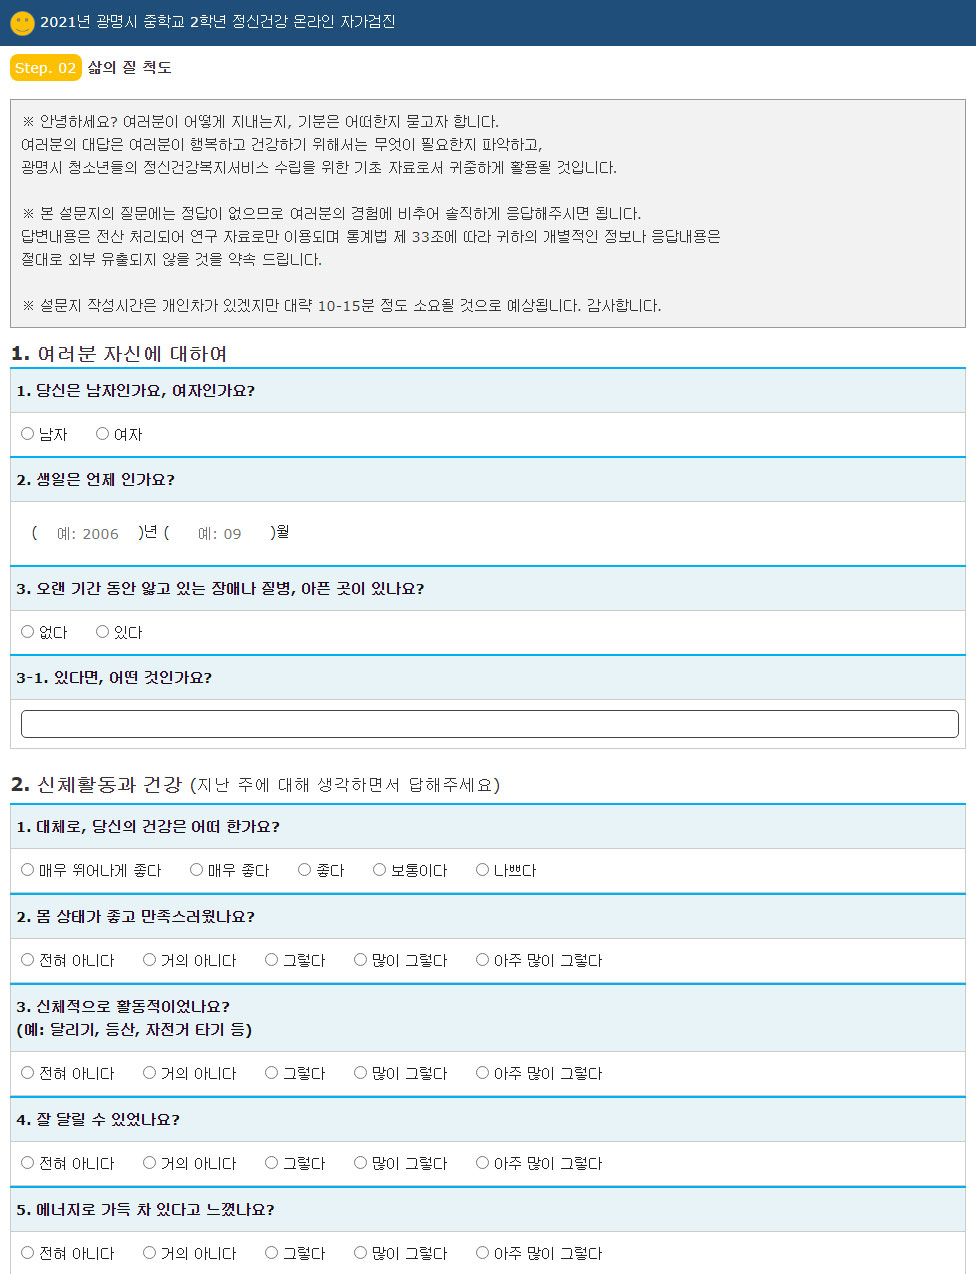 2021년 광명시 중학교 2학년 정신건강 온라인 자가검진
Step. 02 삶의 질 척도
※ 안녕하세요? 여러분이 어떻게 지내는지, 기분은 어떠한지 묻고자 합니다.
여러분의 대답은 여러분이 행복하고 건강하기 위해서는 무엇이 필요한지 파악하고,
광명시 청소년들의 정신건강복지서비스 수립을 위한 기초 자료로서 귀중하게 활용될 것입니다.
※ 본 설문지의 질문에는 정답이 없으므로 여러분의 경험에 비추어 솔직하게 응답해주시면 됩니다.
답변내용은 전산 처리되어 연구 자료로만 이용되며 통계법 제 33조에 따라 귀하의 개별적인 정보나 응답내용은
절대로 외부 유출되지 않을 것을 약속 드립니다.
※ 설문지 작성시간은 개인차가 있겠지만 대략 10-15분 정도 소요될 것으로 예상됩니다. 감사합니다.
1. 여러분 자신에 대하여
1. 당신은 남자인가요, 여자인가요?
남자 여자
2. 생일은 언제 인가요?
( 예: 2006 )년 ( 예: 09 )월
3. 오랜 기간 동안 앓고 있는 장애나 질병, 아픈 곳이 있나요?
없다 있다
3-1. 있다면, 어떤 것인가요?
2. 신체활동과 건강 (지난 주에 대해 생각하면서 답해주세요)
1. 대체로, 당신의 건강은 어떠 한가요?
매우 뛰어나게 좋다 매우 좋다 좋다 보통이다 나쁘다
2. 몸 상태가 좋고 만족스러웠나요?
전혀 아니다 거의 아니다 그렇다 많이 그렇다 아주 많이 그렇다
3. 신체적으로 활동적이었나요?
(예: 달리기, 등산, 자전거 타기 등)
전혀 아니다 거의 아니다 그렇다 많이 그렇다 아주 많이 그렇다
4. 잘 달릴 수 있었나요?
전혀 아니다 거의 아니다 그렇다 많이 그렇다 아주 많이 그렇다
5. 에너지로 가득 차 있다고 느꼈나요?
전혀 아니다 거의 아니다 그렇다 많이 그렇다 아주 많이 그렇다